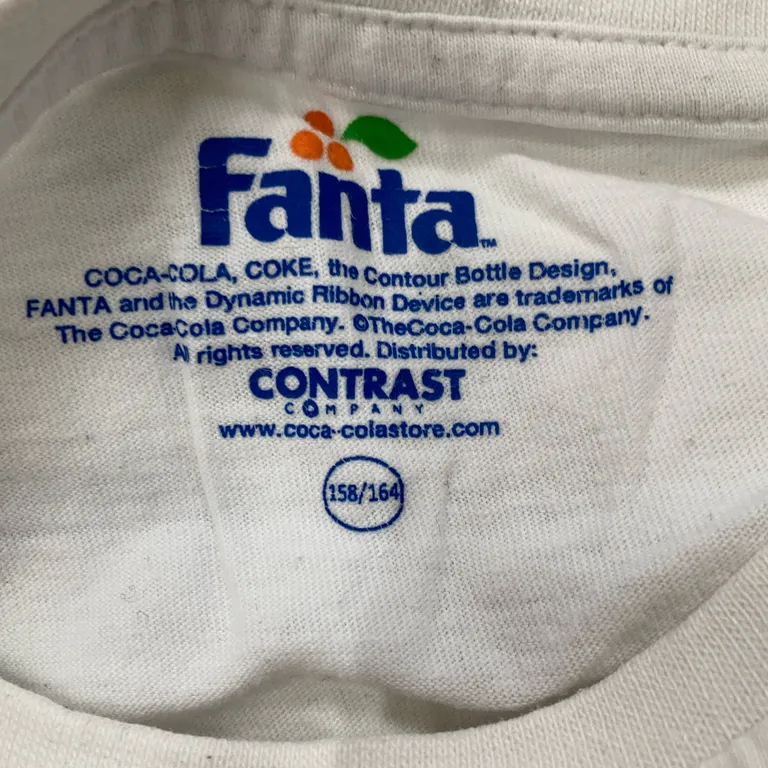 Fanta™
COCA-COLA, COKE, the Contour Bottle Design,
FANTA and the Dynamic Ribbon Device are trademarks of
The Coca-Cola Company. ©TheCoca-Cola Company.
All rights reserved. Distributed by:
CONTRAST
COMPANY
www.coca-colastore.com
158/164